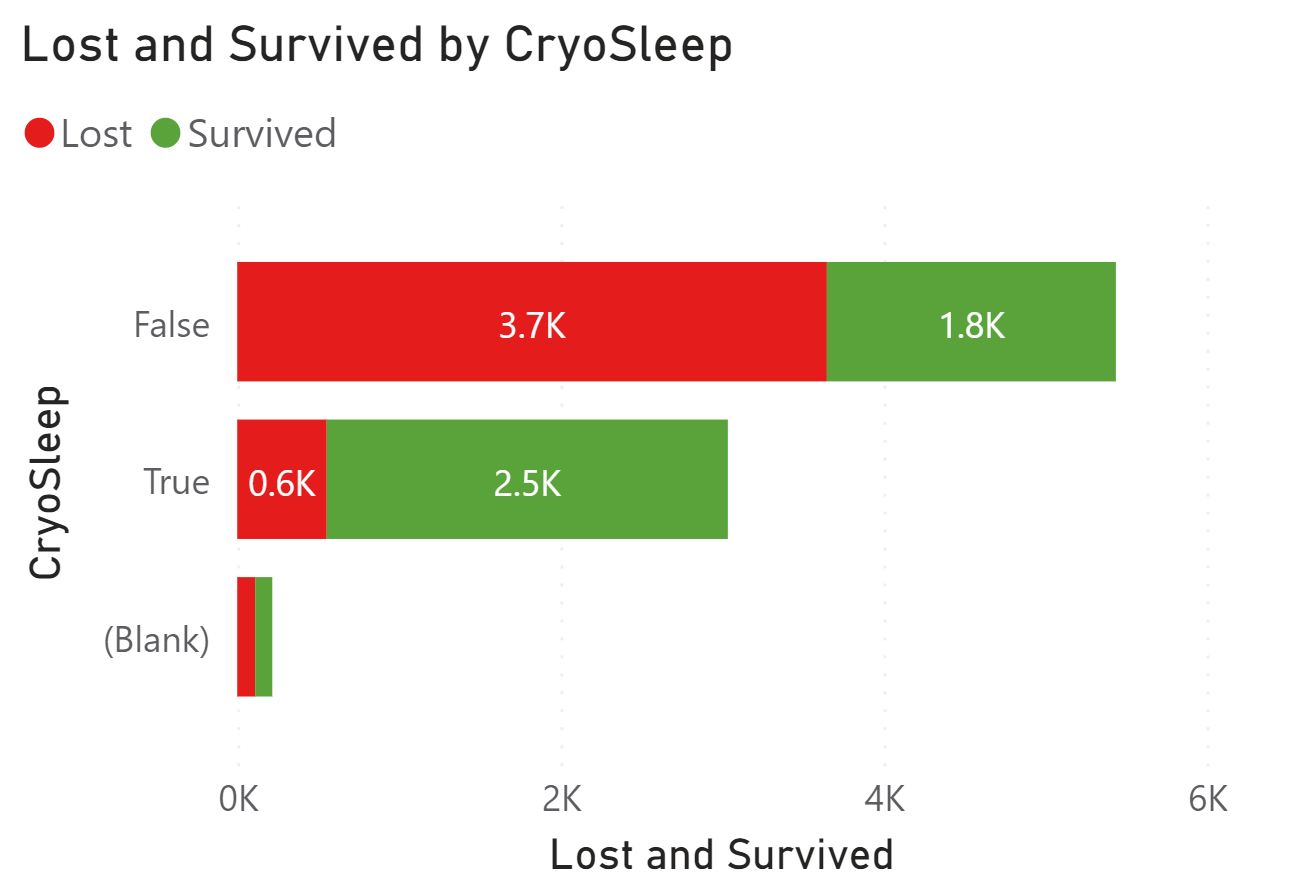 Lost and Survived by CryoSleep
Lost Survived
False 3.7K 1.8K
CryoSleep
True 0.6K 2.5K
(Blank)
0K 2K 4K 6K
Lost and Survived